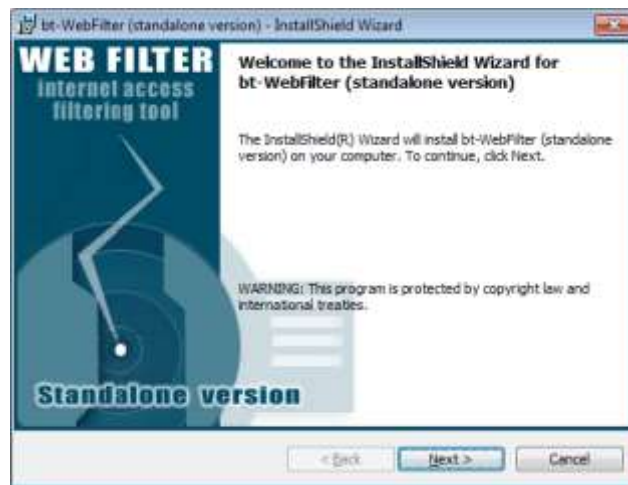 bt-WebFilter (standalone version) - InstallShield Wizard
WEB FILTER
internet access
filtering tool
Welcome to the InstallShield Wizard for
bt-WebFilter (standalone version)
The InstallShield(R) Wizard will install bt-WebFilter (standalone
version) on your computer. To continue, click Next.
WARNING: This program is protected by copyright law and
international treaties.
Standalone version
< Back
Next >
Cancel